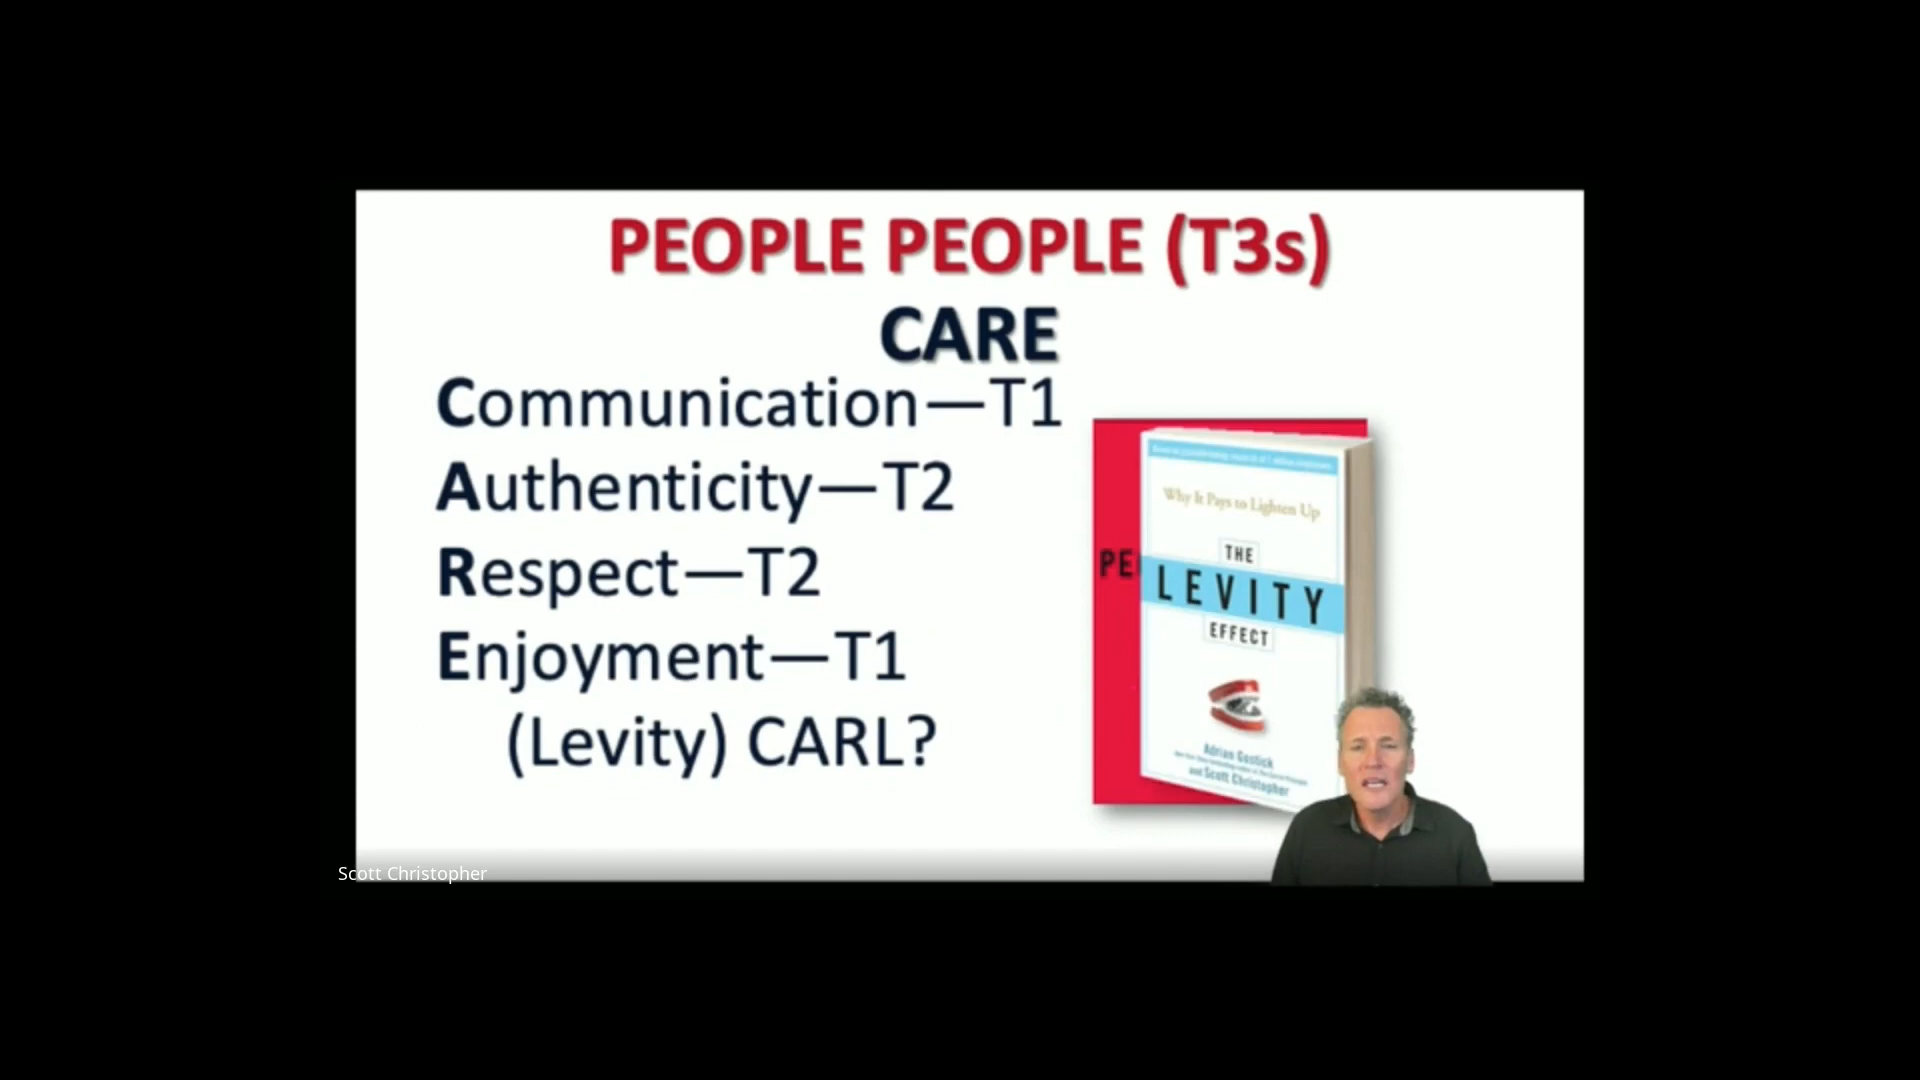 PEOPLE PEOPLE (T3s)
CARE
Communication—T1
Authenticity—T2
Respect—T2
Enjoyment—T1
(Levity) CARL?
PE
Why It Pays to Lighten Up
THE
LEVITY
EFFECT
Adrian Gostick
and Scott Christopher
Scott Christopher